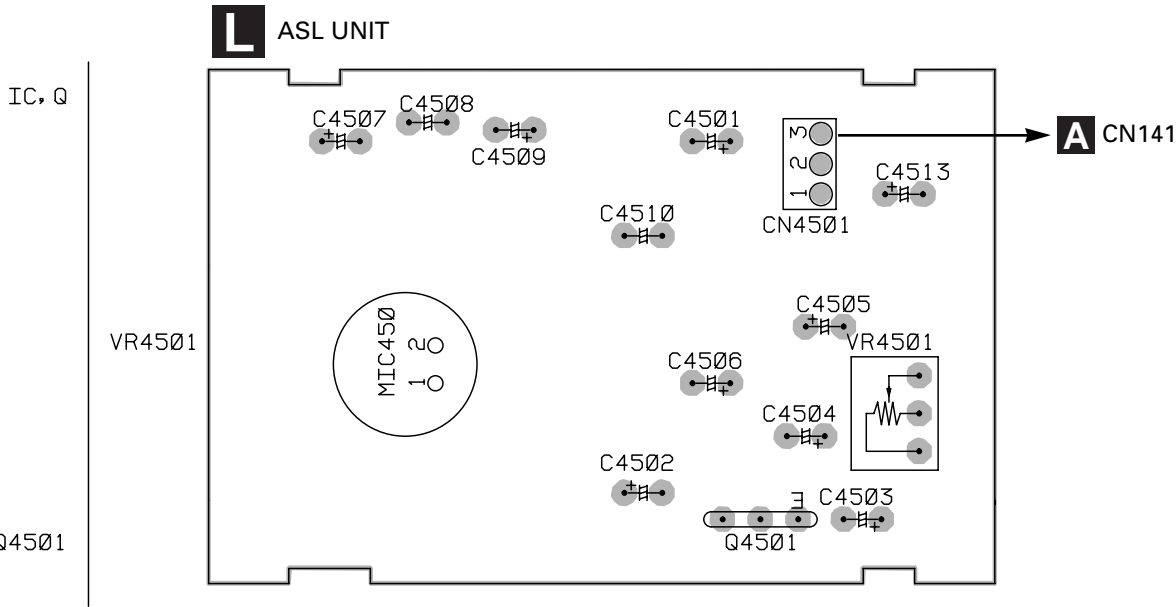 L ASL UNIT
IC, Q
C4507
C4508
C4509
C4501
3
2
1
CN4501
A CN141
C4513
C4510
C4505
VR4501
VR4501
MIC450
2
1
C4506
C4504
C4502
E
C4503
Q4501
Q4501